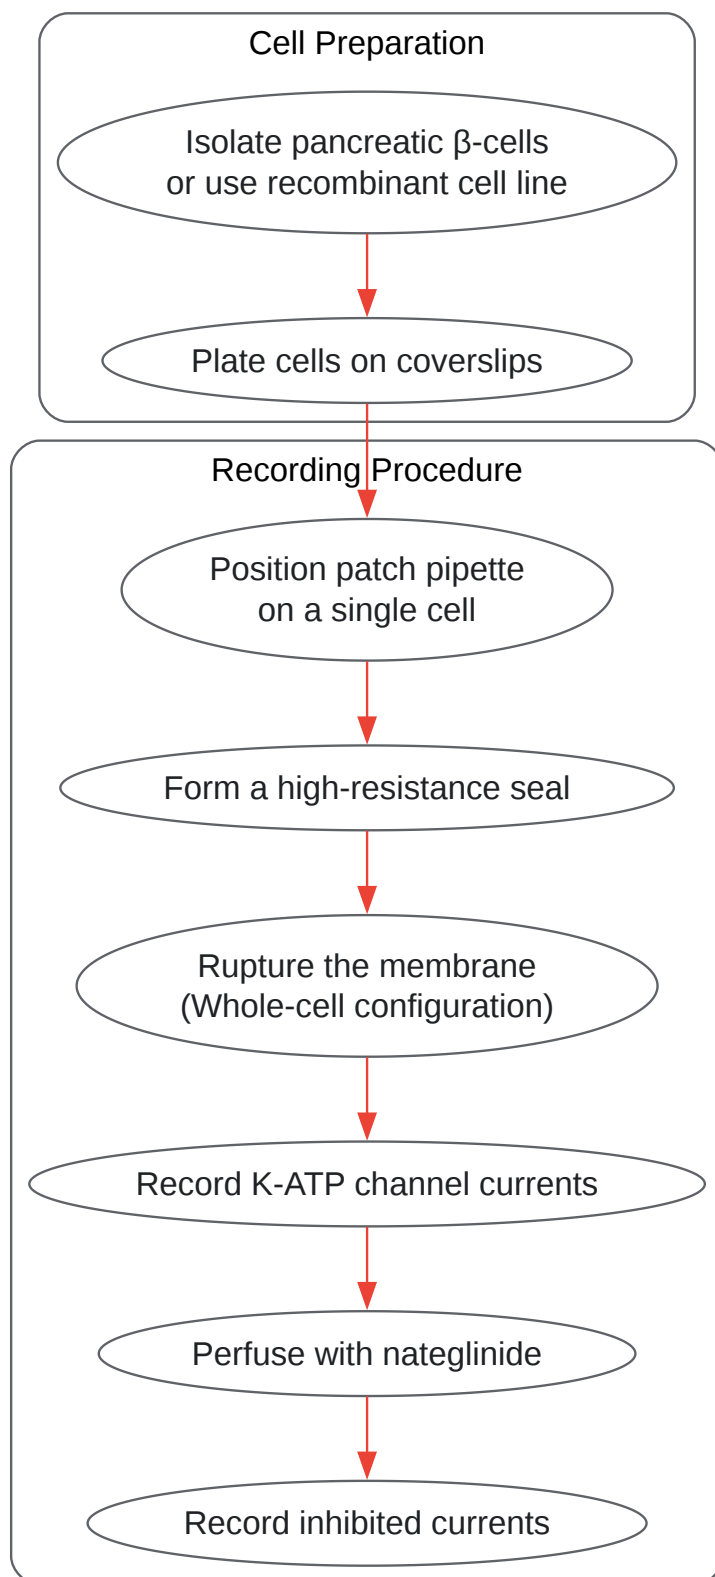 Cell Preparation
Isolate pancreatic β-cells
or use recombinant cell line
Plate cells on coverslips
Recording Procedure
Position patch pipette
on a single cell
Form a high-resistance seal
Rupture the membrane
(Whole-cell configuration)
Record K-ATP channel currents
Perfuse with nateglinide
Record inhibited currents